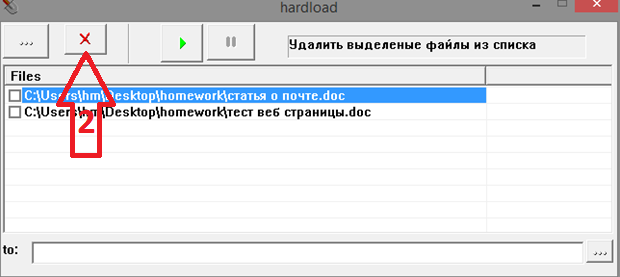 hardload
... Удалить выделеные файлы из списка
Files
C:\Users\hm\Desktop\homework\статья о почте.doc
C:\Users\hm\Desktop\homework\тест веб страницы.doc
2
to: ...